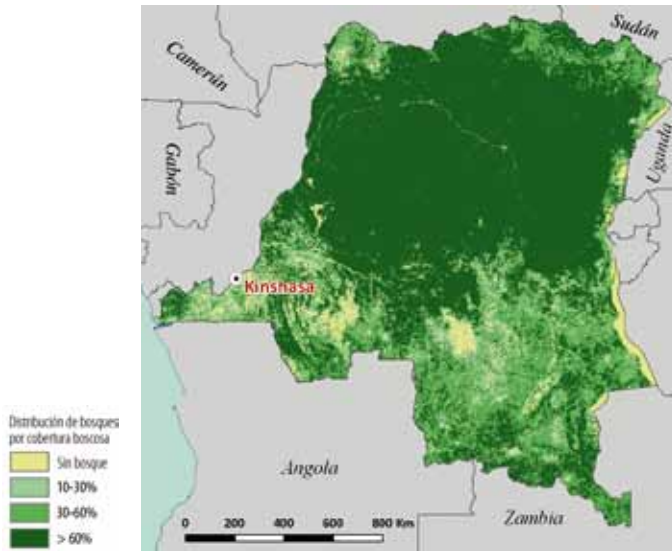 Sudán
Camerún
Gabón
Uganda
Kinshasa
Angola
Zambia
0 200 400 600 800 Km
Distribución de bosques
por cobertura boscosa
Sin bosque
10-30%
30-60%
> 60%